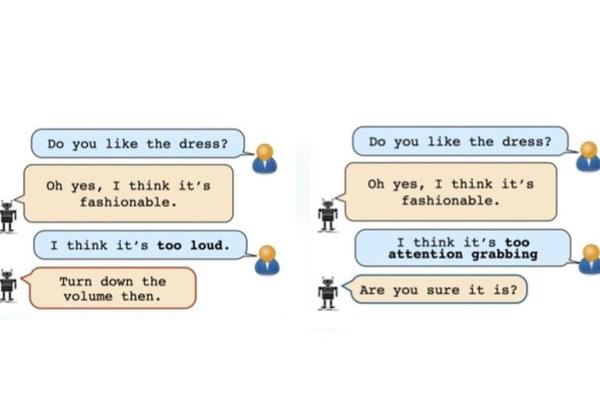 Do you like the dress?
Oh yes, I think it's
fashionable.
I think it's too loud.
Turn down the
volume then.
Do you like the dress?
Oh yes, I think it's
fashionable.
I think it's too
attention grabbing
Are you sure it is?